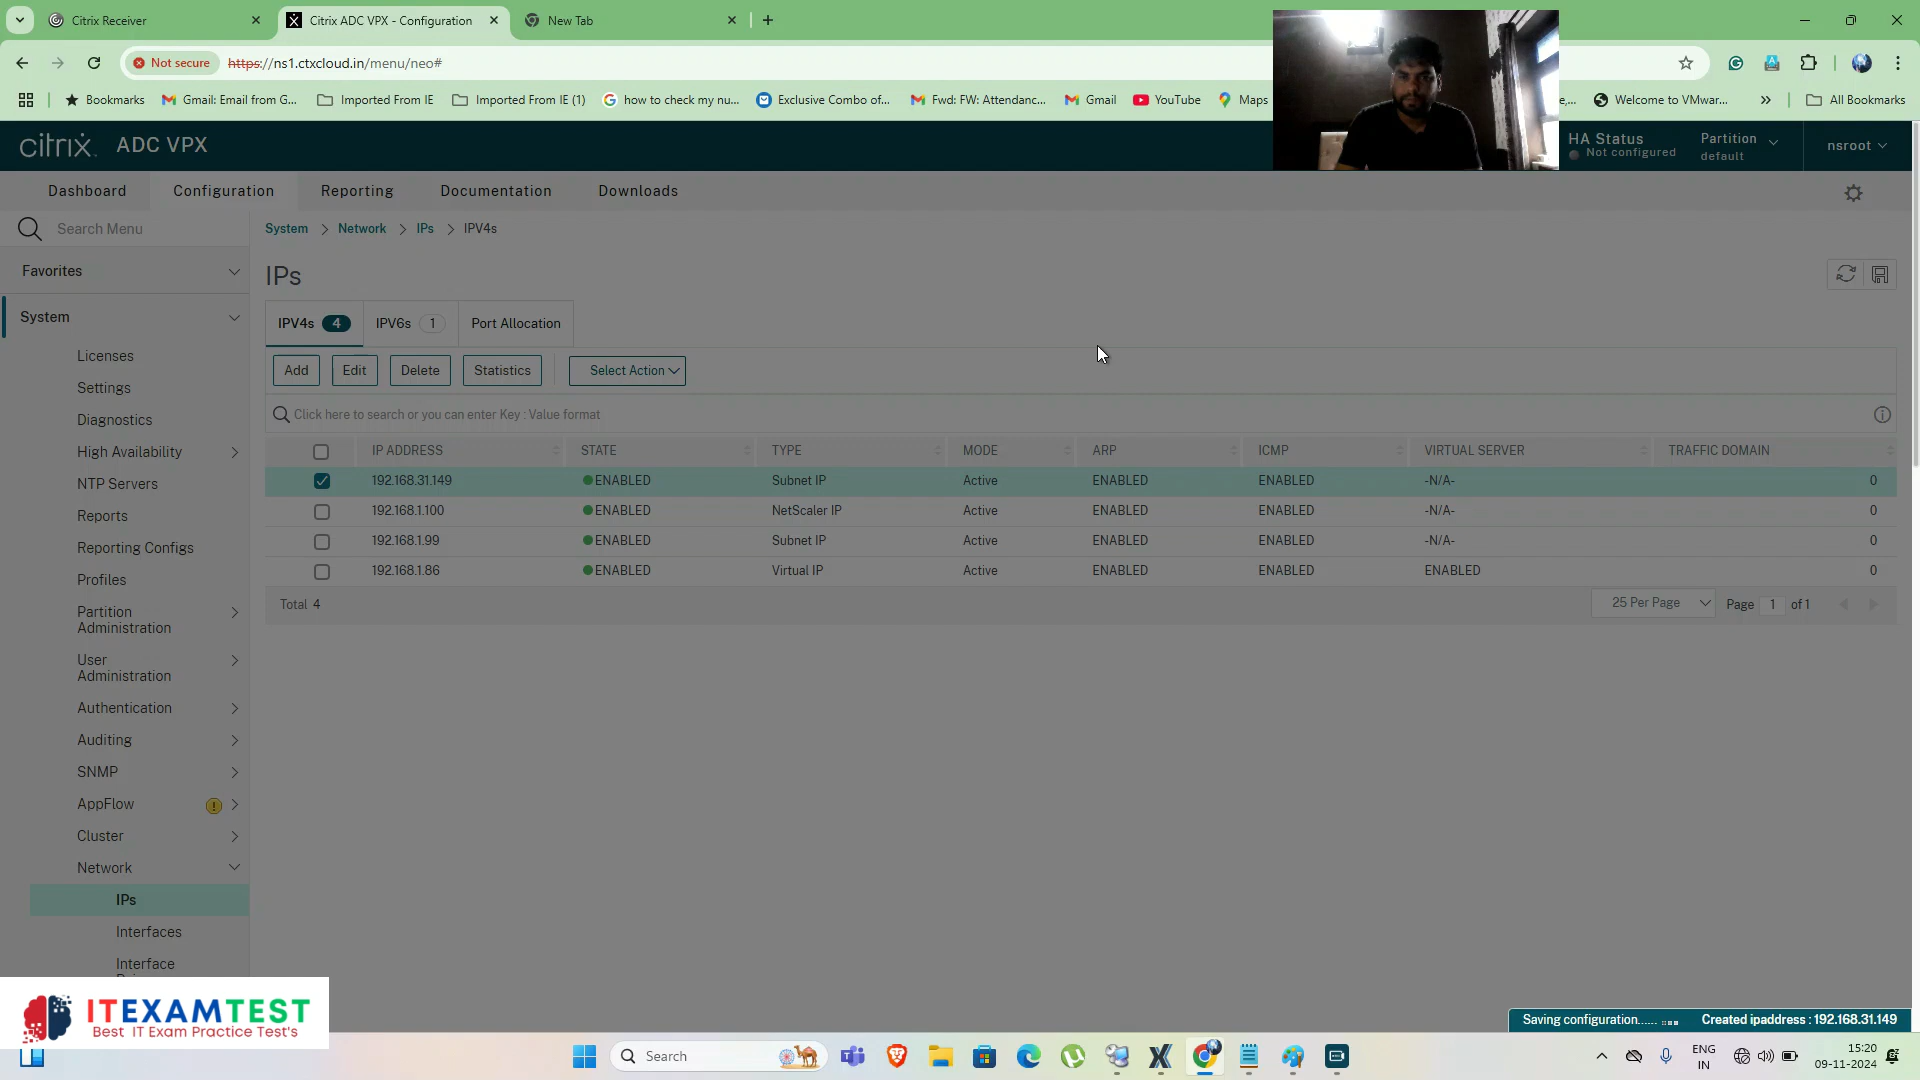 Citrix Receiver
Citrix ADC VPX - Configuration
New Tab
Not secure
https://ns1.ctxcloud.in/menu/neo#
Bookmarks
Gmail: Email from G...
Imported From IE
Imported From IE (1)
how to check my nu...
Exclusive Combo of...
Fwd: FW: Attendanc...
Gmail
YouTube
Maps
e,...
Welcome to VMwar...
All Bookmarks
citrix. ADC VPX
HA Status
Not configured
Partition
default
nsroot
Dashboard
Configuration
Reporting
Documentation
Downloads
Search Menu
Favorites
System
Licenses
Settings
Diagnostics
High Availability
NTP Servers
Reports
Reporting Configs
Profiles
Partition
Administration
User
Administration
Authentication
Auditing
SNMP
AppFlow
Cluster
Network
IPs
Interfaces
Interface
System > Network > IPs > IPV4s
IPs
IPV4s 4
IPV6s 1
Port Allocation
Add
Edit
Delete
Statistics
Select Action
Click here to search or you can enter Key : Value format
IP ADDRESS STATE TYPE MODE ARP ICMP VIRTUAL SERVER TRAFFIC DOMAIN
192.168.31.149 ENABLED Subnet IP Active ENABLED ENABLED -N/A- 0
192.168.1.100 ENABLED NetScaler IP Active ENABLED ENABLED -N/A- 0
192.168.1.99 ENABLED Subnet IP Active ENABLED ENABLED -N/A- 0
192.168.1.86 ENABLED Virtual IP Active ENABLED ENABLED ENABLED 0
Total 4
25 Per Page
Page 1 of 1
ITEXAMTEST
Best IT Exam Practice Test's
Saving configuration......
Created ipaddress : 192.168.31.149
Search
ENG
IN
15:20
09-11-2024